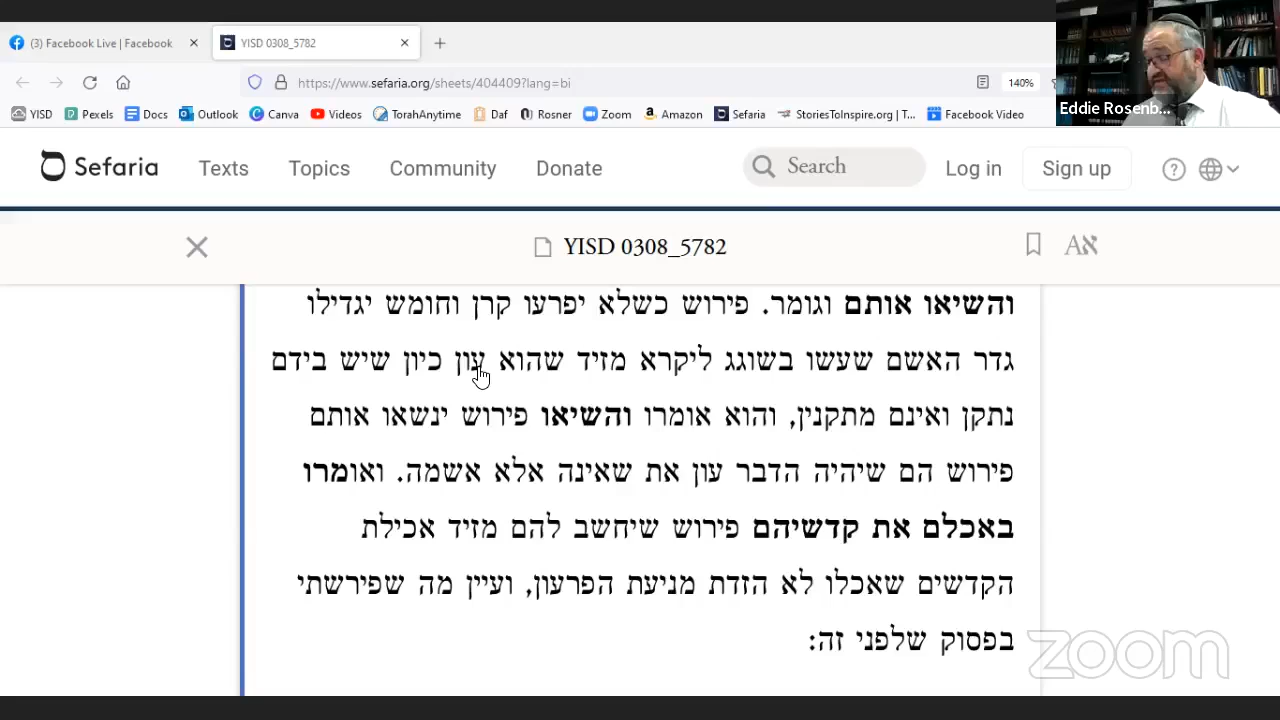 (3) Facebook Live | Facebook
YISD 0308_5782
https://www.sefaria.org/sheets/404409?lang=bi
140%
Eddie Rosenb...
YISD Pexels Docs Outlook Canva Videos TorahAnytime Daf Rosner Zoom Amazon Sefaria StoriesToInspire.org | T... Facebook Video
Sefaria Texts Topics Community Donate Search Log in Sign up
YISD 0308_5782
Aא
והשיאו אותם וגומר. פירוש כשלא יפרעו קרן וחומש יגדילו
גדר האשם שעשו בשוגג ליקרא מזיד שהוא עון כיון שיש בידם
נתקן ואינם מתקנין, והוא אומרו והשיאו פירוש ינשאו אותם
פירוש הם שיהיה הדבר עון את שאינה אלא אשמה. ואומרו
באכלם את קדשיהם פירוש שיחשב להם מזיד אכילת
הקדשים שאכלו לא הזדת מניעת הפרעון, ועיין מה שפירשתי
בפסוק שלפני זה:
zoom